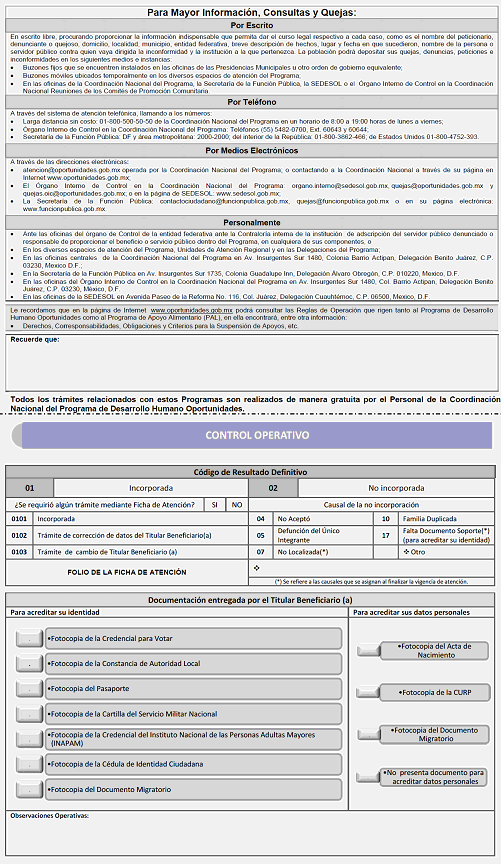 Para Mayor Información, Consultas y Quejas:
Por Escrito
En escrito libre, procurando proporcionar la información indispensable que permita dar el curso legal respectivo a cada caso, como es el nombre del peticionario,
denunciante o quejoso, domicilio, localidad, municipio, entidad federativa, breve descripción de hechos, lugar y fecha en que sucedieron, nombre de la persona o
servidor público contra quien vaya dirigida la inconformidad y la institución o área a la que pertenezca. La población podrá depositar sus quejas, denuncias, peticiones e
inconformidades en los siguientes medios e instancias:
• Buzones fijos que se encuentren instalados en las oficinas de las Presidencias Municipales u otro orden de gobierno equivalente;
• Buzones móviles ubicados temporalmente en los diversos espacios de atención del Programa;
• En las oficinas de la Coordinación Nacional del Programa, la Secretaría de la Función Pública, la SEDESOL o el Órgano Interno de Control en la Coordinación
Nacional Reuniones de los Comités de Promoción Comunitaria.
Por Teléfono
A través del sistema de atención telefónica, llamando a los números:
• Larga distancia sin costo: 01-800-500-50-50 de la Coordinación Nacional del Programa en un horario de 8:00 a 19:00 horas de lunes a viernes;
• Órgano Interno de Control en la Coordinación Nacional del Programa: Teléfonos (55) 5482-0700, Ext. 60643 y 60644;
• Secretaría de la Función Pública: DF y área metropolitana: 2000-2000; del interior de la República: 01-800-3862-466; de Estados Unidos 01-800-4752-393.
Por Medios Electrónicos
A través de las direcciones electrónicas:
• atencion@oportunidades.gob.mx operada por la Coordinación Nacional del Programa; o contactando a la Coordinación Nacional a través de su página en
Internet www.oportunidades.gob.mx;
• El Órgano Interno de Control en la Coordinación Nacional del Programa: organo.interno@sedesol.gob.mx, quejas@oportunidades.gob.mx y
quejas.oic@oportunidades.gob.mx; o en la página de SEDESOL: www.sedesol.gob.mx;
• La Secretaría de la Función Pública: contactociudadano@funcionpublica.gob.mx, quejas@funcionpublica.gob.mx o en su página electrónica:
www.funcionpublica.gob.mx.
Personalmente
• Ante las oficinas del órgano de Control de la entidad federativa ante la Contraloría interna de la institución de adscripción del servidor público denunciado o
responsable de proporcionar el beneficio o servicio público dentro del Programa, en cualquiera de sus componentes, o
• En los diversos espacios de atención del Programa, Unidades de Atención Regional y en las Delegaciones del Programa;
• En las oficinas centrales de la Coordinación Nacional del Programa en Av. Insurgentes Sur 1480, Colonia Barrio Actipan, Delegación Benito Juárez, C.P.
03230, México D.F.;
• En la Secretaría de la Función Pública en Av. Insurgentes Sur 1735, Colonia Guadalupe Inn, Delegación Álvaro Obregón, C.P. 010220, Mexico, D.F.
• En las oficinas del Órgano Interno de Control en la Coordinación Nacional del Programa en Av. Insurgentes Sur 1480, Col. Barrio Actipan, Delegación Benito
Juárez, C.P. 03230, México, D.F.
• En las oficinas de la SEDESOL en Avenida Paseo de la Reforma No. 116, Col. Juárez, Delegación Cuauhtémoc, C.P. 06500, Mexico, D.F.
Le recordamos que en la página de Internet www.oportunidades.gob.mx podrá consultar las Reglas de Operación que rigen tanto al Programa de Desarrollo
Humano Oportunidades como al Programa de Apoyo Alimentario (PAL), en ella encontrará, entre otra información:
• Derechos, Corresponsabilidades, Obligaciones y Criterios para la Suspensión de Apoyos, etc.
Recuerde que:
Todos los trámites relacionados con estos Programas son realizados de manera gratuita por el Personal de la Coordinación
Nacional del Programa de Desarrollo Humano Oportunidades.
CONTROL OPERATIVO
Código de Resultado Definitivo
01 Incorporada 02 No incorporada
¿Se requirió algún trámite mediante Ficha de Atención? SI NO Causal de la no incorporación
0101 Incorporada 04 No Aceptó 10 Familia Duplicada
0102 Trámite de corrección de datos del Titular Beneficiario(a) 05 Defunción del Único Integrante 17 Falta Documento Soporte(*) (para acreditar su identidad)
0103 Trámite de cambio de Titular Beneficiario (a) 07 No Localizada(*) ❖ Otro
FOLIO DE LA FICHA DE ATENCIÓN ❖
(*) Se refiere a las causales que se asignan al finalizar la vigencia de atención.
Documentación entregada por el Titular Beneficiario (a)
Para acreditar su identidad
•Fotocopia de la Credencial para Votar
•Fotocopia de la Constancia de Autoridad Local
•Fotocopia del Pasaporte
•Fotocopia de la Cartilla del Servicio Militar Nacional
•Fotocopia de la Credencial del Instituto Nacional de las Personas Adultas Mayores
(INAPAM)
•Fotocopia de la Cédula de Identidad Ciudadana
•Fotocopia del Documento Migratorio
Para acreditar sus datos personales
•Fotocopia del Acta de
Nacimiento
•Fotocopia de la CURP
•Fotocopia del Documento
Migratorio
•No presenta documento para
acreditar datos personales
Observaciones Operativas: